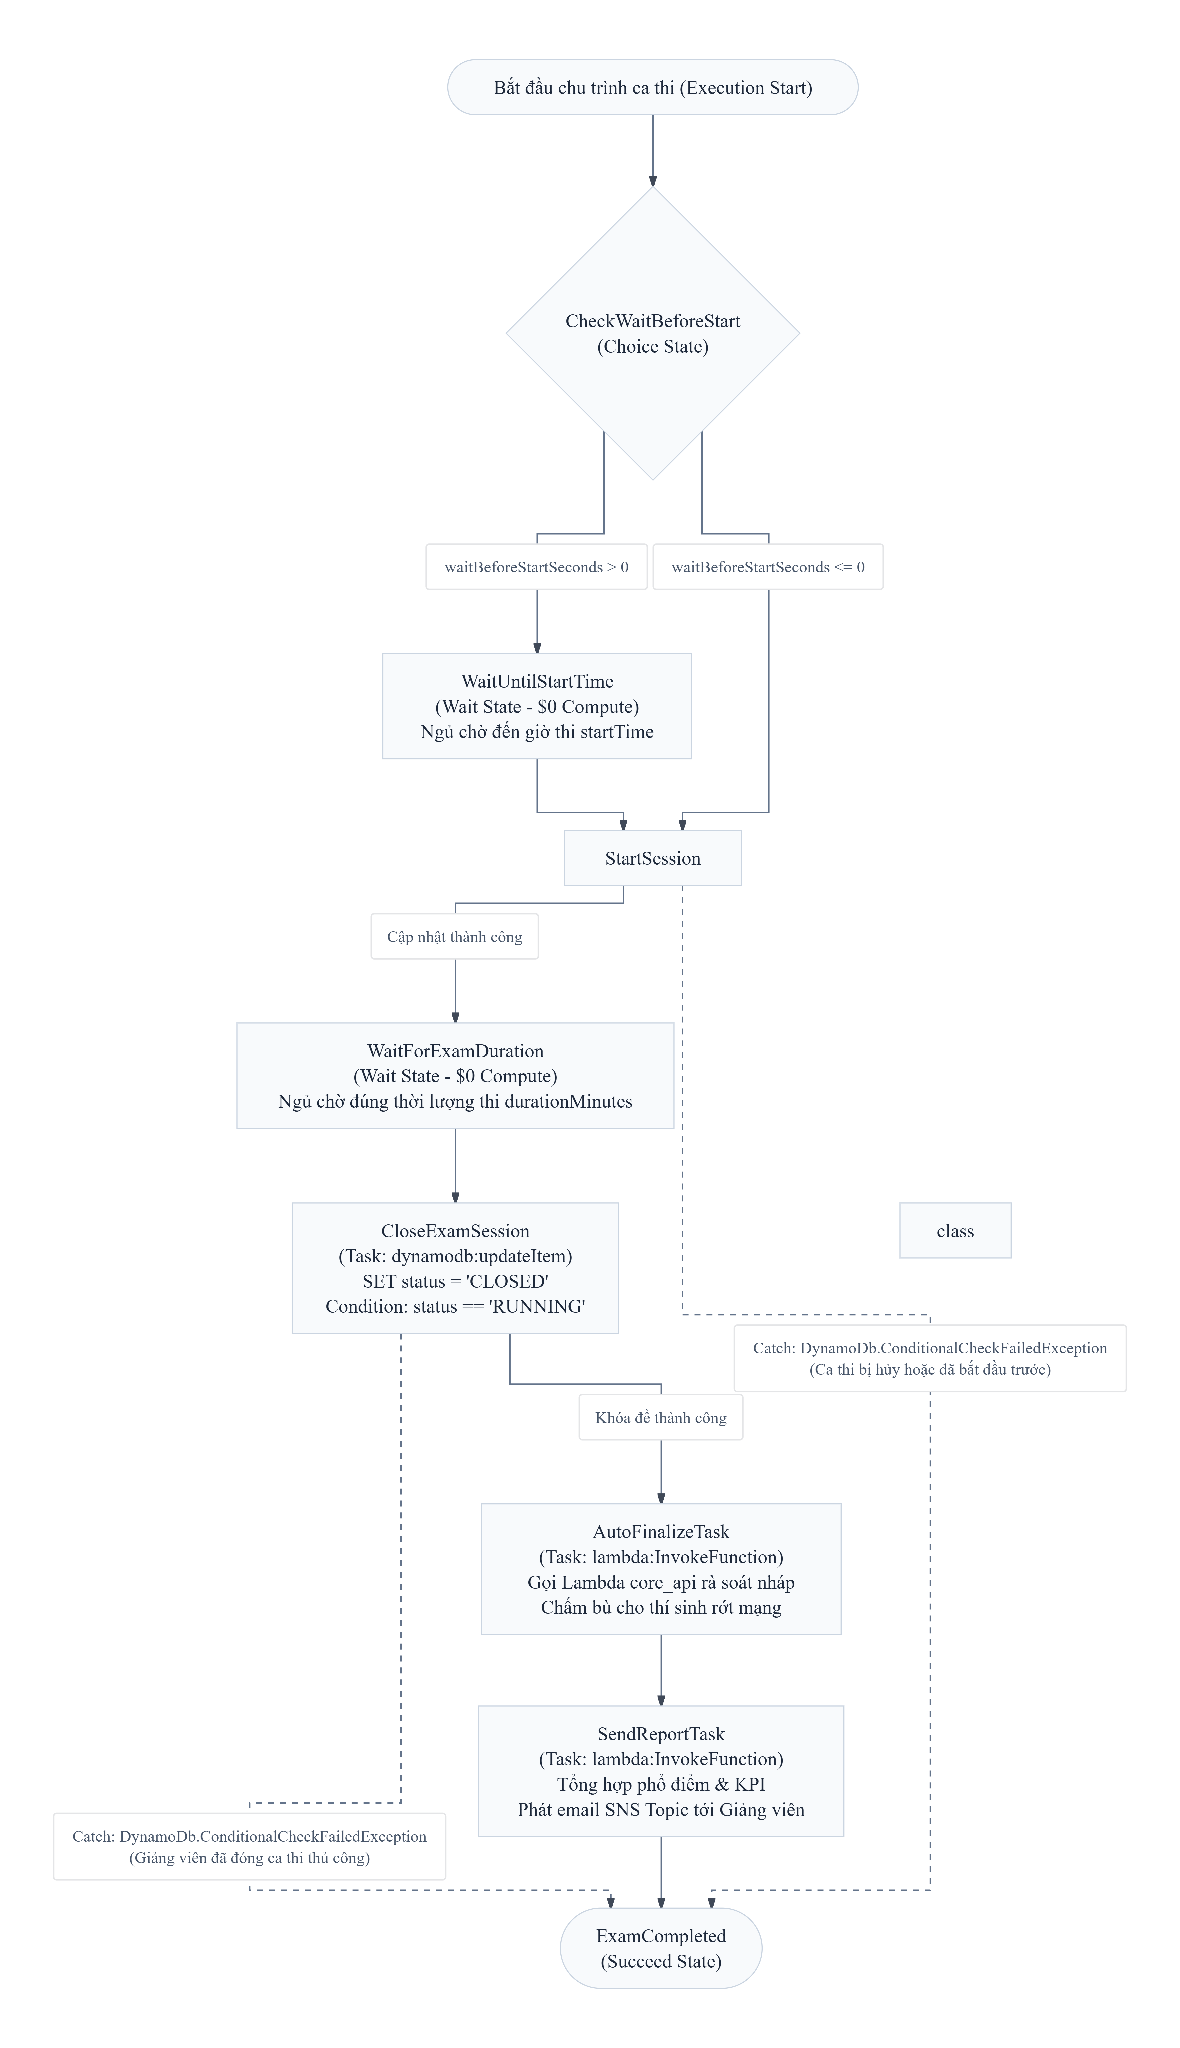 Bắt đầu chu trình ca thi (Execution Start)
CheckWaitBeforeStart
(Choice State)
waitBeforeStartSeconds > 0
waitBeforeStartSeconds <= 0
WaitUntilStartTime
(Wait State - $0 Compute)
Ngủ chờ đến giờ thi startTime
StartSession
Cập nhật thành công
WaitForExamDuration
(Wait State - $0 Compute)
Ngủ chờ đúng thời lượng thi durationMinutes
CloseExamSession
(Task: dynamodb:updateItem)
SET status = 'CLOSED'
Condition: status == 'RUNNING'
class
Catch: DynamoDb.ConditionalCheckFailedException
(Ca thi bị hủy hoặc đã bắt đầu trước)
Khóa đề thành công
AutoFinalizeTask
(Task: lambda:InvokeFunction)
Gọi Lambda core_api rà soát nháp
Chấm bù cho thí sinh rớt mạng
SendReportTask
(Task: lambda:InvokeFunction)
Tổng hợp phổ điểm & KPI
Phát email SNS Topic tới Giảng viên
Catch: DynamoDb.ConditionalCheckFailedException
(Giảng viên đã đóng ca thi thủ công)
ExamCompleted
(Succeed State)